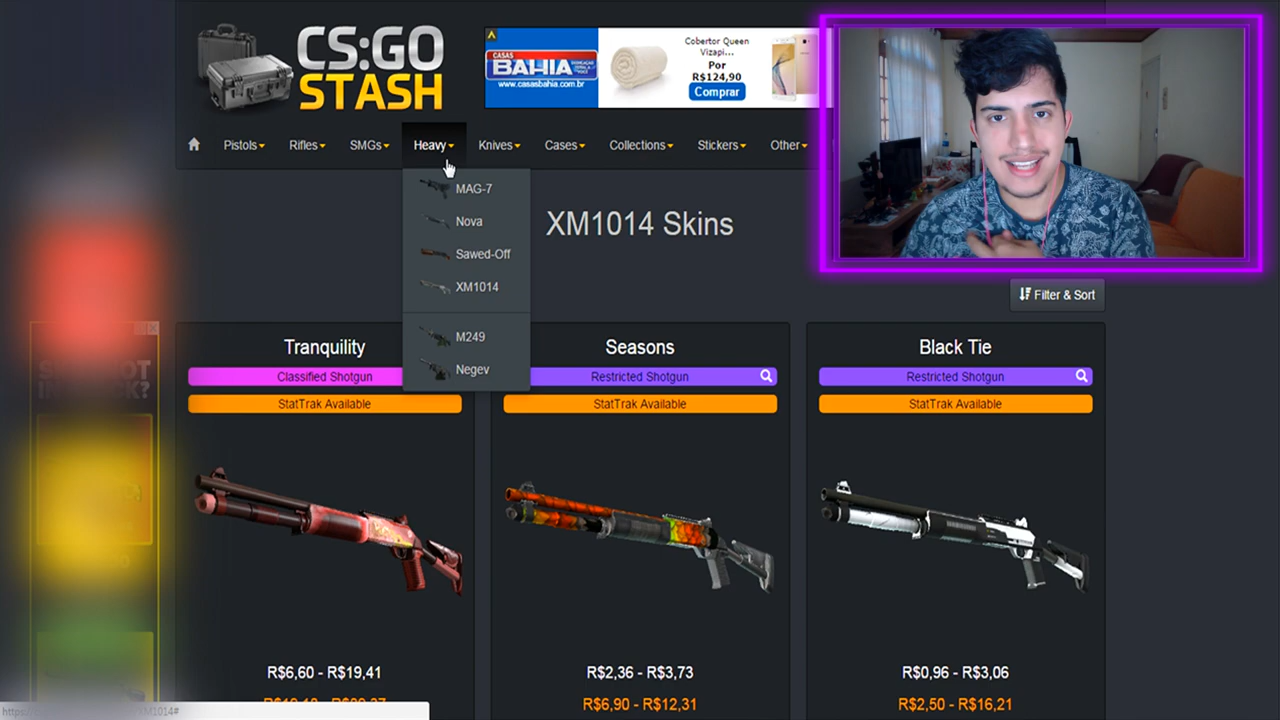 CS:GO
STASH
CASAS
BAHIA
www.casasbahia.com.br
Cobertor Queen
Vizapi...
Por
R$124,90
Comprar
Pistols
Rifles
SMGs
Heavy
Knives
Cases
Collections
Stickers
Other
MAG-7
Nova
Sawed-Off
XM1014
M249
Negev
XM1014 Skins
Filter & Sort
Tranquility
Classified Shotgun
StatTrak Available
R$6,60 - R$19,41
Seasons
Restricted Shotgun
StatTrak Available
R$2,36 - R$3,73
R$6,90 - R$12,31
Black Tie
Restricted Shotgun
StatTrak Available
R$0,96 - R$3,06
R$2,50 - R$16,21